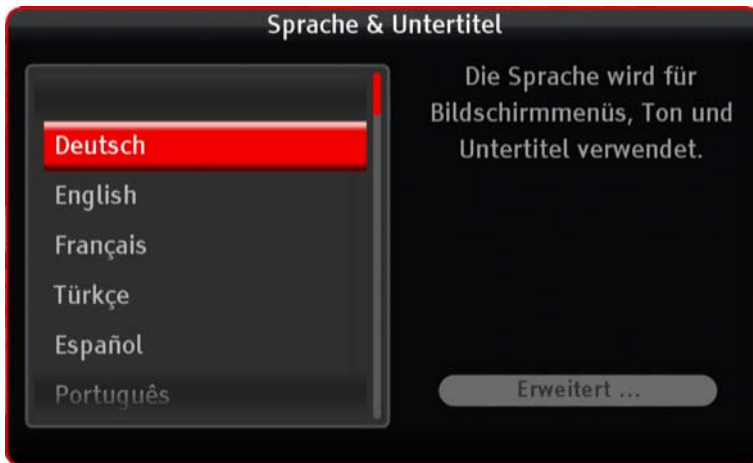 Sprache & Untertitel
Deutsch
English
Français
Türkçe
Español
Português
Die Sprache wird für
Bildschirmmenüs, Ton und
Untertitel verwendet.
Erweitert ...